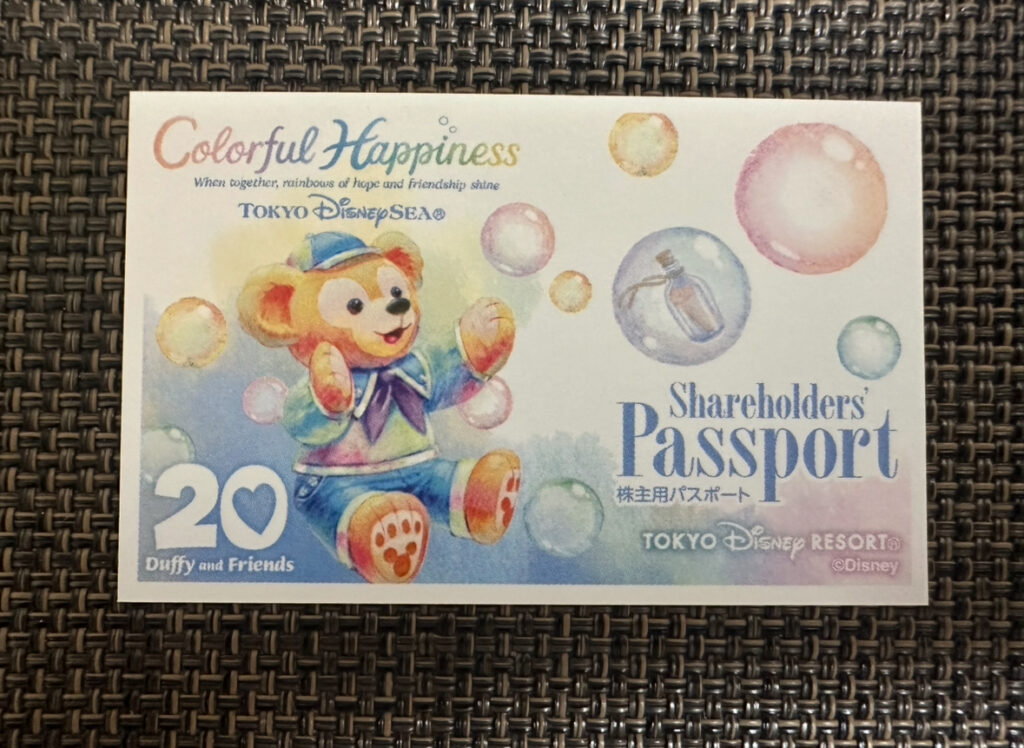 Colorful Happiness
When together, rainbows of hope and friendship shine
TOKYO DISNEYSEA®
20
Duffy and Friends
Shareholders'
Passport
株主用パスポート
TOKYO DISNEY RESORT®
©Disney